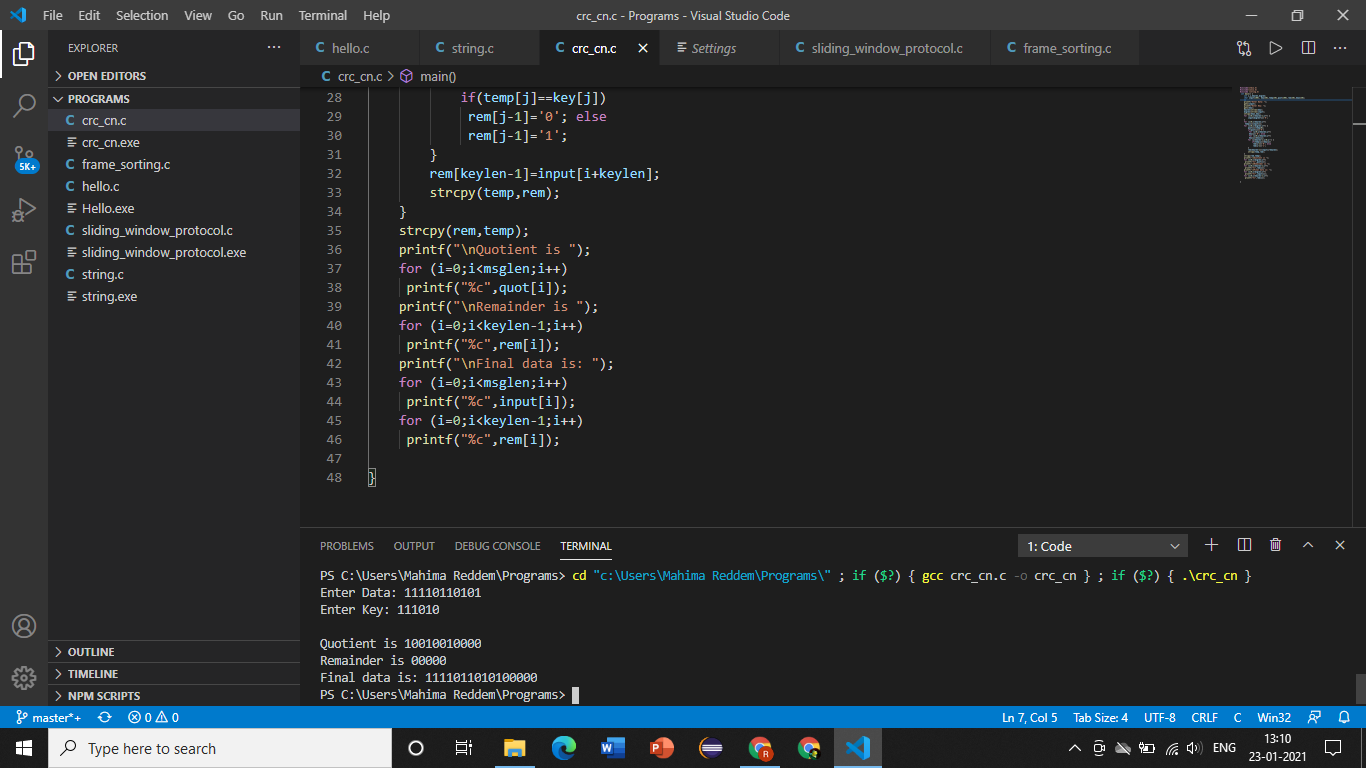 File Edit Selection View Go Run Terminal Help crc_cn.c - Programs - Visual Studio Code
EXPLORER
OPEN EDITORS
PROGRAMS
crc_cn.c
crc_cn.exe
frame_sorting.c
hello.c
Hello.exe
sliding_window_protocol.c
sliding_window_protocol.exe
string.c
string.exe
5K+
OUTLINE
TIMELINE
NPM SCRIPTS
C hello.c C string.c C crc_cn.c Settings C sliding_window_protocol.c C frame_sorting.c
C crc_cn.c > main()
28 if(temp[j]==key[j])
29 rem[j-1]='0'; else
30 rem[j-1]='1';
31 }
32 rem[keylen-1]=input[i+keylen];
33 strcpy(temp,rem);
34 }
35 strcpy(rem,temp);
36 printf("\nQuotient is ");
37 for (i=0;i<msglen;i++)
38 printf("%c",quot[i]);
39 printf("\nRemainder is ");
40 for (i=0;i<keylen-1;i++)
41 printf("%c",rem[i]);
42 printf("\nFinal data is: ");
43 for (i=0;i<msglen;i++)
44 printf("%c",input[i]);
45 for (i=0;i<keylen-1;i++)
46 printf("%c",rem[i]);
47
48 }
PROBLEMS OUTPUT DEBUG CONSOLE TERMINAL 1: Code
PS C:\Users\Mahima Reddem\Programs> cd "c:\Users\Mahima Reddem\Programs\" ; if ($?) { gcc crc_cn.c -o crc_cn } ; if ($?) { .\crc_cn }
Enter Data: 11110110101
Enter Key: 111010
Quotient is 10010010000
Remainder is 00000
Final data is: 1111011010100000
PS C:\Users\Mahima Reddem\Programs>
master*+ 0 0 Ln 7, Col 5 Tab Size: 4 UTF-8 CRLF C Win32
Type here to search
ENG
13:10
23-01-2021